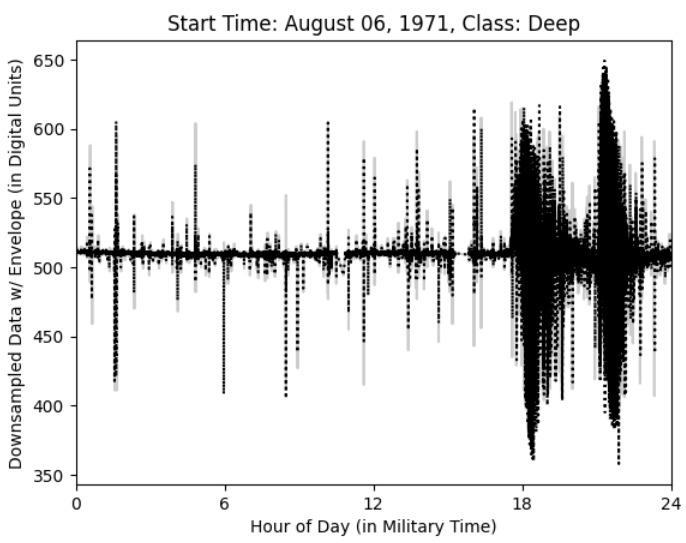 Start Time: August 06, 1971, Class: Deep
Downsampled Data w/ Envelope (in Digital Units)
650
600
550
500
450
400
350
0 6 12 18 24
Hour of Day (in Military Time)